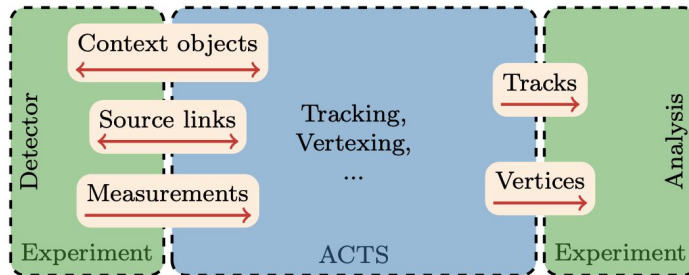 Context objects
Source links
Measurements
Detector
Experiment
Tracking,
Vertexing,
...
ACTS
Tracks
Vertices
Analysis
Experiment